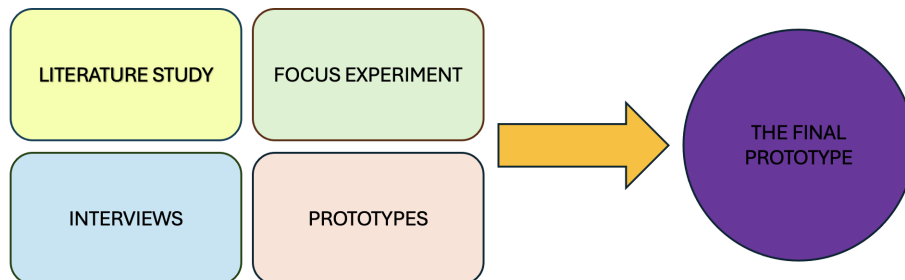 LITERATURE STUDY
FOCUS EXPERIMENT
INTERVIEWS
PROTOTYPES
THE FINAL
PROTOTYPE